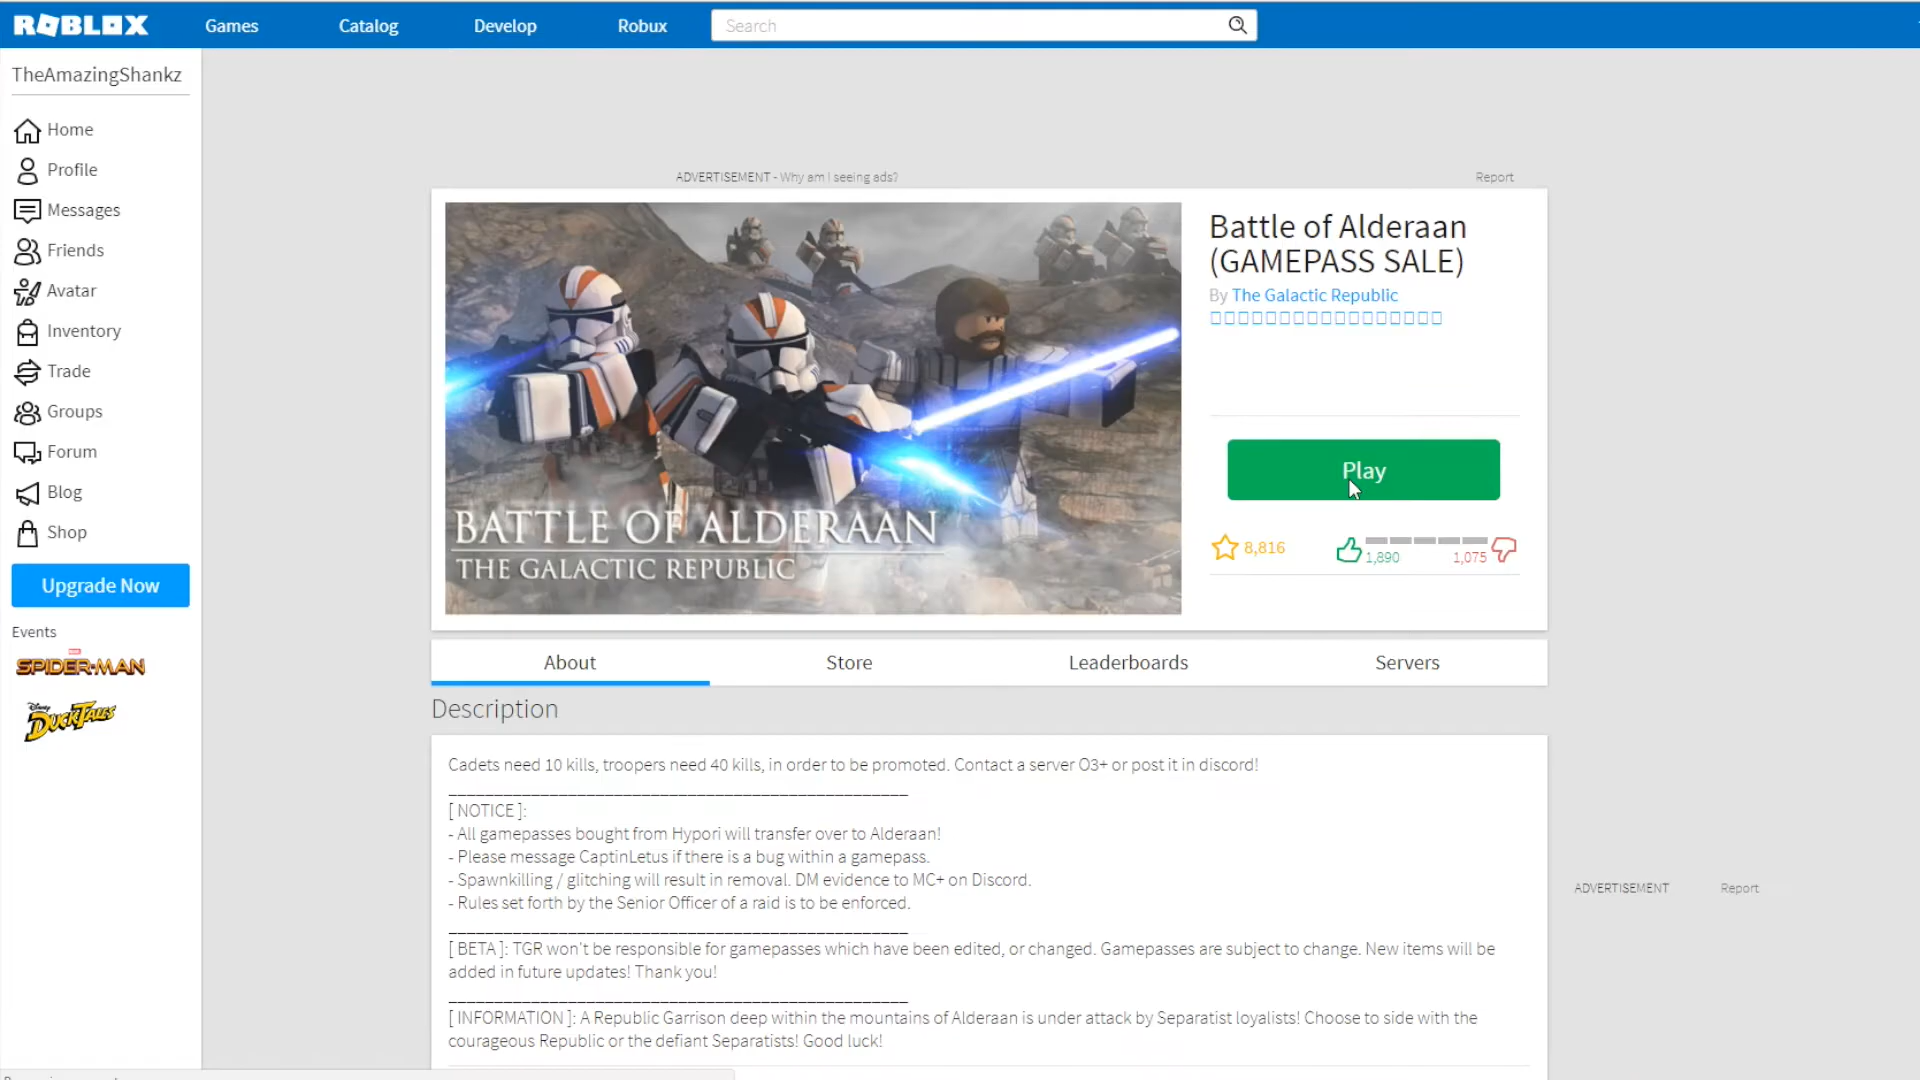 ROBLOX
Games
Catalog
Develop
Robux
Search
TheAmazingShankz
Home
Profile
Messages
Friends
Avatar
Inventory
Trade
Groups
Forum
Blog
Shop
Upgrade Now
Events
SPIDER-MAN
Disney
DUCKTALES
ADVERTISEMENT - Why am I seeing ads?
Report
BATTLE OF ALDERAAN
THE GALACTIC REPUBLIC
Battle of Alderaan
(GAMEPASS SALE)
By The Galactic Republic
Play
8,816
1,890
1,075
About
Store
Leaderboards
Servers
Description
Cadets need 10 kills, troopers need 40 kills, in order to be promoted. Contact a server O3+ or post it in discord!
[ NOTICE ]:
- All gamepasses bought from Hypori will transfer over to Alderaan!
- Please message CaptinLetus if there is a bug within a gamepass.
- Spawnkilling / glitching will result in removal. DM evidence to MC+ on Discord.
- Rules set forth by the Senior Officer of a raid is to be enforced.
[ BETA ]: TGR won't be responsible for gamepasses which have been edited, or changed. Gamepasses are subject to change. New items will be
added in future updates! Thank you!
[ INFORMATION ]: A Republic Garrison deep within the mountains of Alderaan is under attack by Separatist loyalists! Choose to side with the
courageous Republic or the defiant Separatists! Good luck!
ADVERTISEMENT
Report